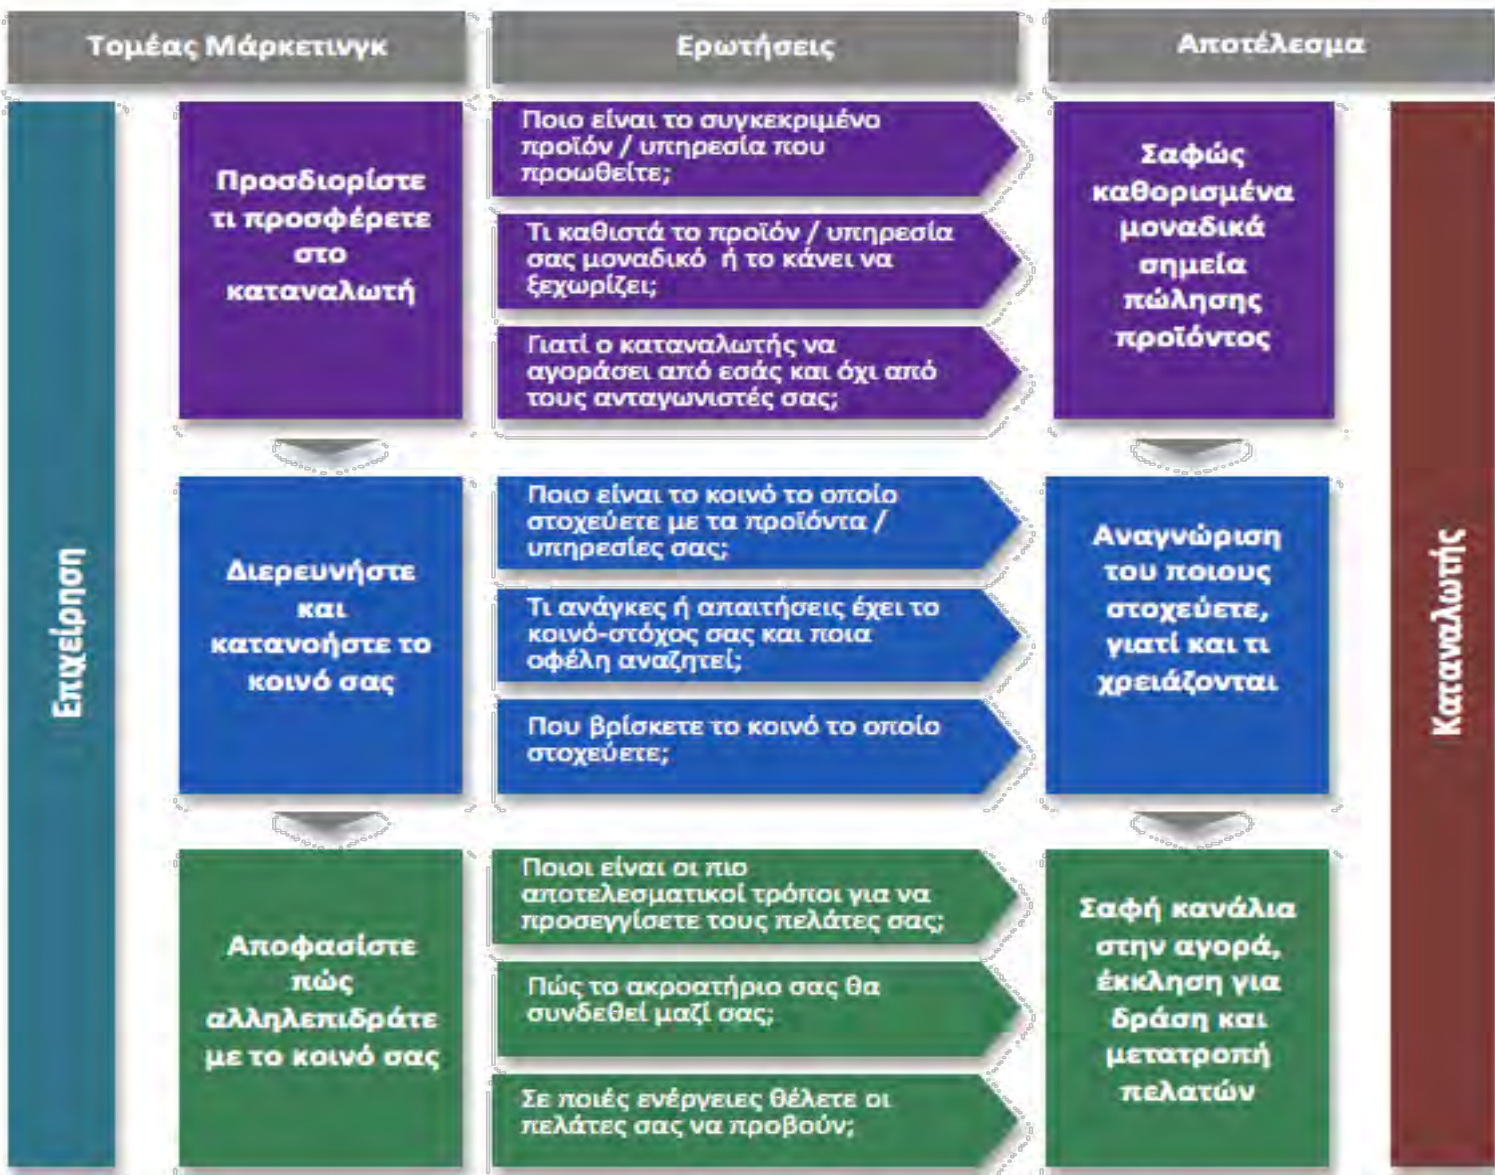 Τομέας Μάρκετινγκ
Ερωτήσεις
Αποτέλεσμα
Επιχείρηση
Προσδιορίστε
τι προσφέρετε
στο
καταναλωτή
Ποιο είναι το συγκεκριμένο
προϊόν / υπηρεσία που
προωθείτε;
Τι καθιστά το προϊόν / υπηρεσία
σας μοναδικό ή το κάνει να
ξεχωρίζει;
Γιατί ο καταναλωτής να
αγοράσει από εσάς και όχι από
τους ανταγωνιστές σας;
Σαφώς
καθορισμένα
μοναδικά
σημεία
πώλησης
προϊόντος
Διερευνήστε
και
κατανοήστε το
κοινό σας
Ποιο είναι το κοινό το οποίο
στοχεύετε με τα προϊόντα /
υπηρεσίες σας;
Τι ανάγκες ή απαιτήσεις έχει το
κοινό-στόχος σας και ποια
οφέλη αναζητεί;
Που βρίσκετε το κοινό το οποίο
στοχεύετε;
Αναγνώριση
του ποιους
στοχεύετε,
γιατί και τι
χρειάζονται
Αποφασίστε
πώς
αλληλεπιδράτε
με το κοινό σας
Ποιοι είναι οι πιο
αποτελεσματικοί τρόποι για να
προσεγγίσετε τους πελάτες σας;
Πώς το ακροατήριο σας θα
συνδεθεί μαζί σας;
Σε ποιές ενέργειες θέλετε οι
πελάτες σας να προβούν;
Σαφή κανάλια
στην αγορά,
έκκληση για
δράση και
μετατροπή
πελατών
Καταναλωτής